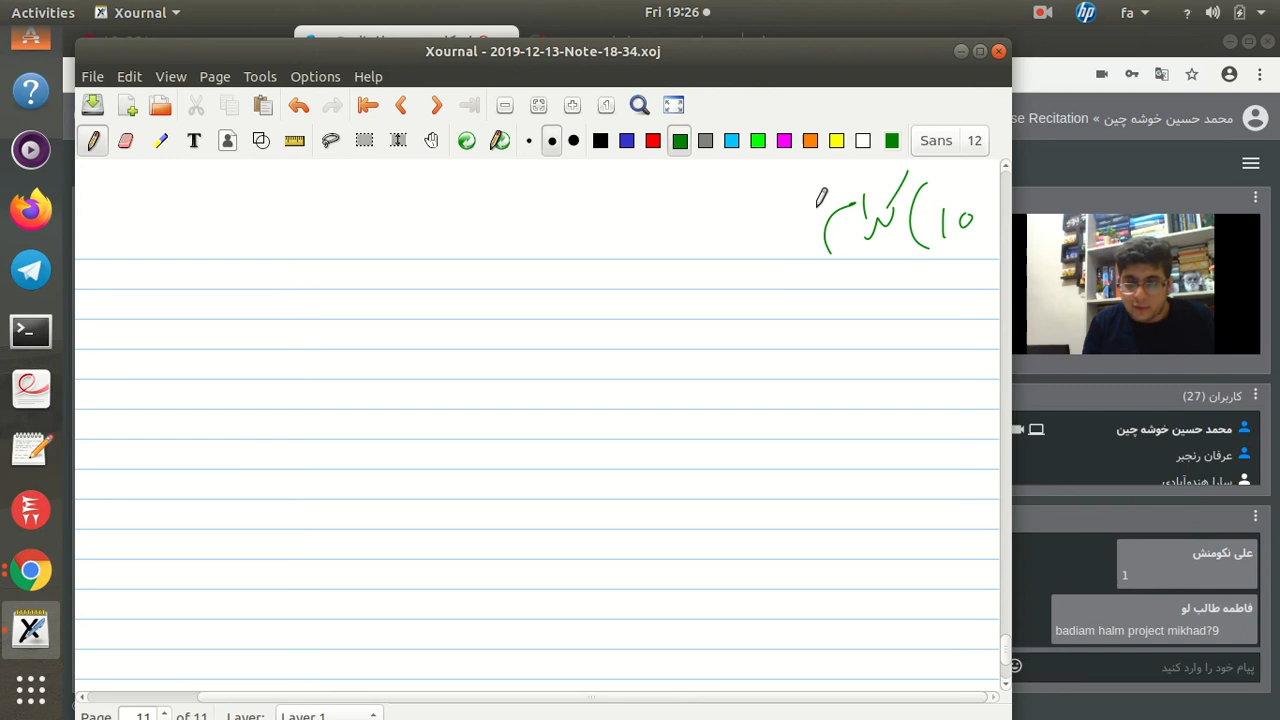 Activities
Xournal
Fri 19:26
fa
Xournal - 2019-12-13-Note-18-34.xoj
File Edit View Page Tools Options Help
Sans 12
10) کدام
se Recitation » محمد حسین خوشه چین
کاربران (27)
محمد حسین خوشه چین
عرفان رنجبر
سارا هندوآبادی
علی نکومنش
1
فاطمه طالب لو
badiam halm project mikhad?9
پیام خود را وارد کنید
Page 11 of 11 Layer: Layer 1